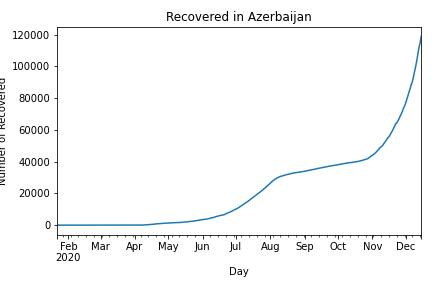 Recovered in Azerbaijan
120000
100000
80000
60000
40000
20000
0
Number of Recovered
Feb Mar Apr May Jun Jul Aug Sep Oct Nov Dec
2020
Day